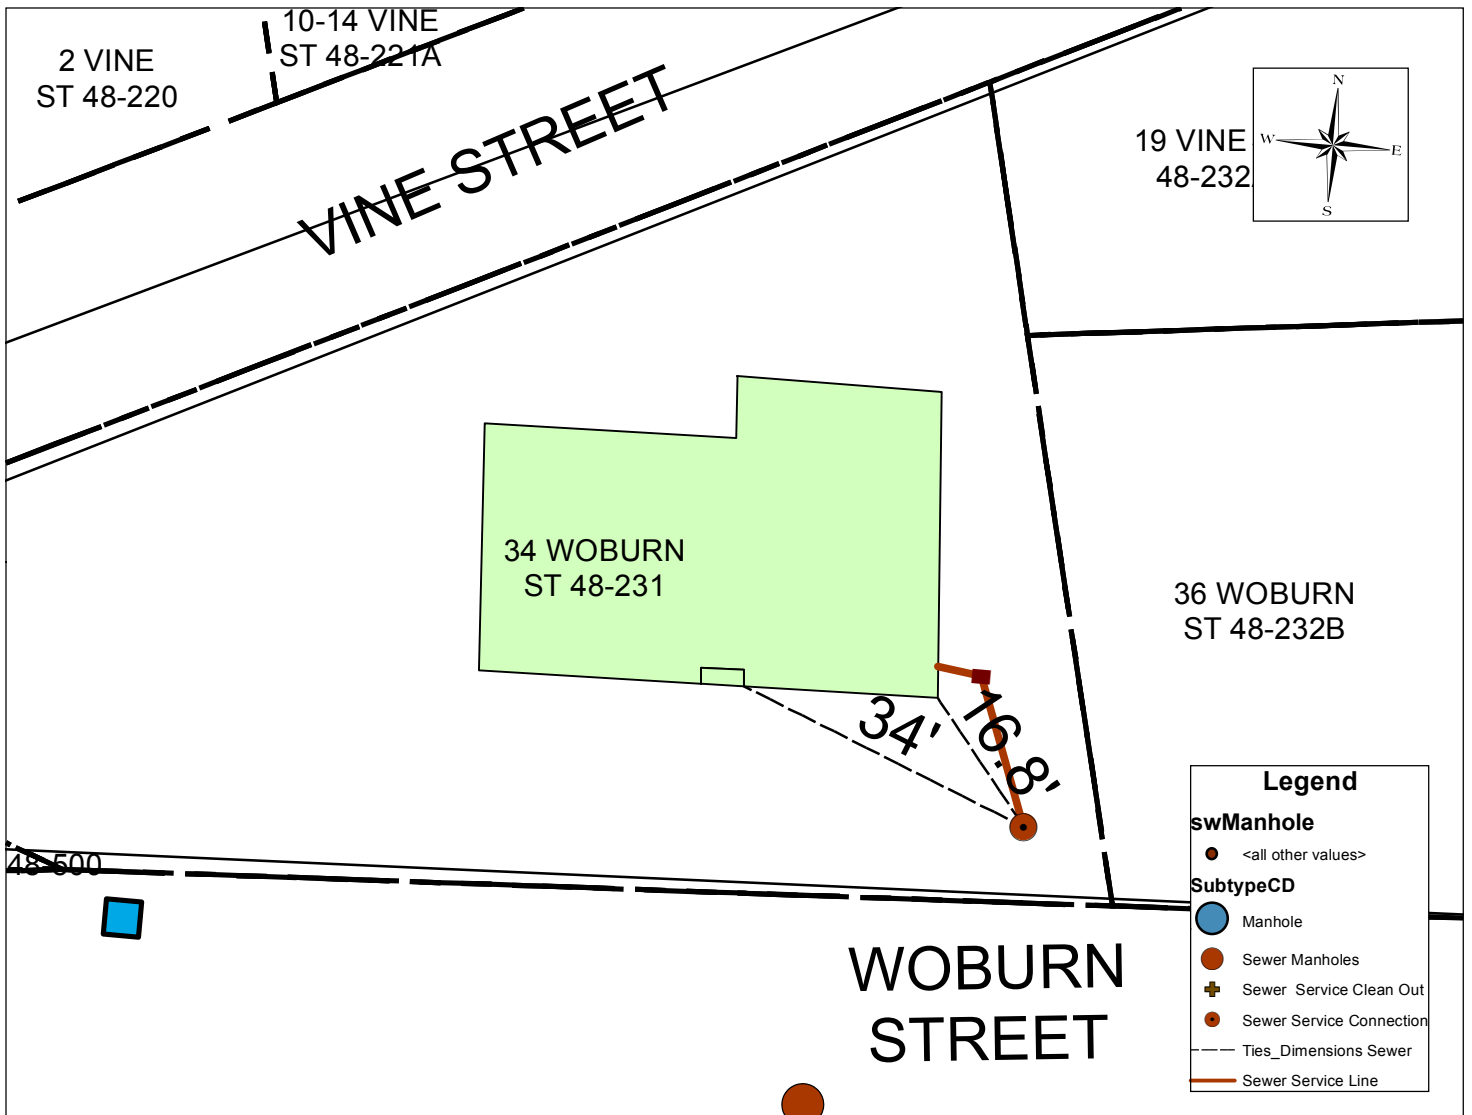 10-14 VINE
ST 48-221A
2 VINE
ST 48-220
VINE STREET
19 VINE
48-232
N
W
E
S
34 WOBURN
ST 48-231
36 WOBURN
ST 48-232B
34'
16.8'
48-500
WOBURN
STREET
Legend
swManhole
<all other values>
SubtypeCD
Manhole
Sewer Manholes
Sewer Service Clean Out
Sewer Service Connection
Ties_Dimensions Sewer
Sewer Service Line